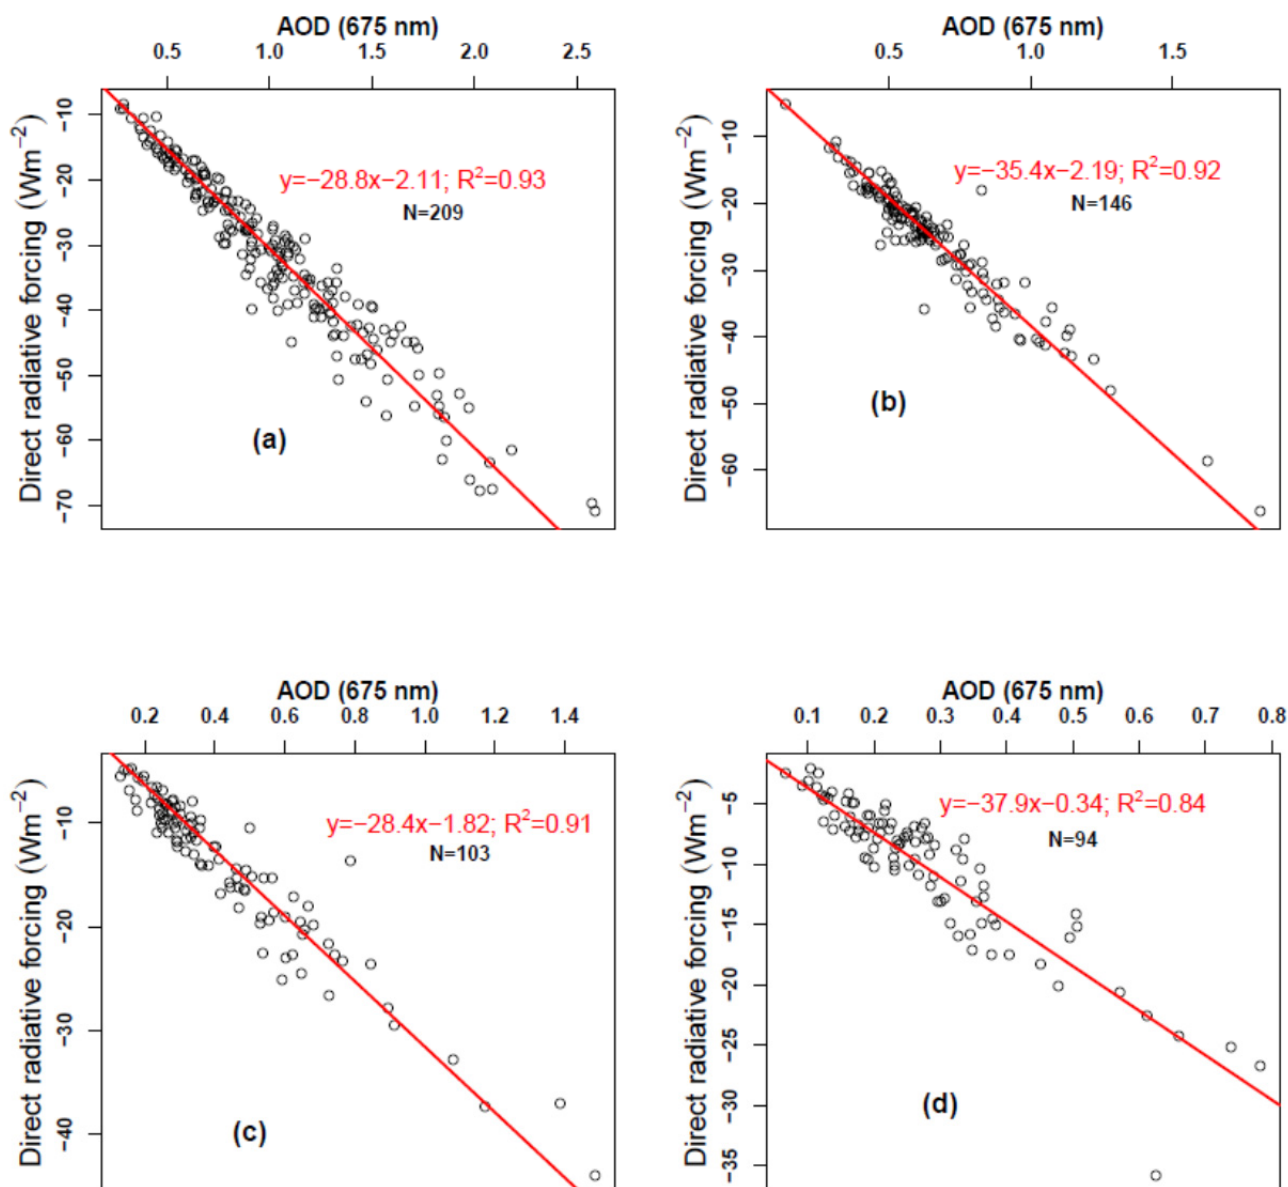 AOD (675 nm)
0.5 1.0 1.5 2.0 2.5
Direct radiative forcing (Wm−2)
−10
−20
−30
−40
−50
−60
−70
y=−28.8x−2.11; R2=0.93
N=209
(a)
AOD (675 nm)
0.5 1.0 1.5
Direct radiative forcing (Wm−2)
−10
−20
−30
−40
−50
−60
y=−35.4x−2.19; R2=0.92
N=146
(b)
AOD (675 nm)
0.2 0.4 0.6 0.8 1.0 1.2 1.4
Direct radiative forcing (Wm−2)
−10
−20
−30
−40
y=−28.4x−1.82; R2=0.91
N=103
(c)
AOD (675 nm)
0.1 0.2 0.3 0.4 0.5 0.6 0.7 0.8
Direct radiative forcing (Wm−2)
−5
−10
−15
−20
−25
−30
−35
y=−37.9x−0.34; R2=0.84
N=94
(d)